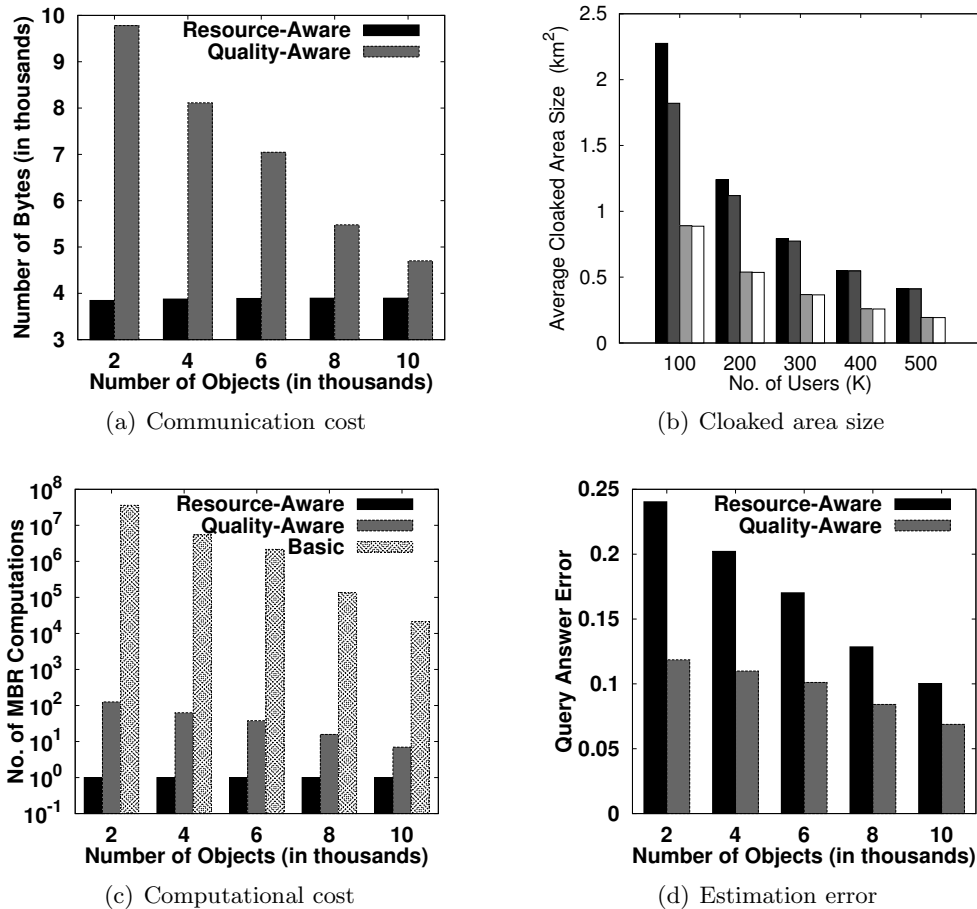 10
9
8
7
6
5
4
3
Number of Bytes (in thousands)
Resource-Aware
Quality-Aware
2 4 6 8 10
Number of Objects (in thousands)
(a) Communication cost
2.5
2
1.5
1
0.5
0
Average Cloaked Area Size (km²)
100 200 300 400 500
No. of Users (K)
(b) Cloaked area size
10⁸
10⁷
10⁶
10⁵
10⁴
10³
10²
10¹
10⁰
10⁻¹
No. of MBR Computations
Resource-Aware
Quality-Aware
Basic
2 4 6 8 10
Number of Objects (in thousands)
(c) Computational cost
0.25
0.2
0.15
0.1
0.05
0
Query Answer Error
Resource-Aware
Quality-Aware
2 4 6 8 10
Number of Objects (in thousands)
(d) Estimation error